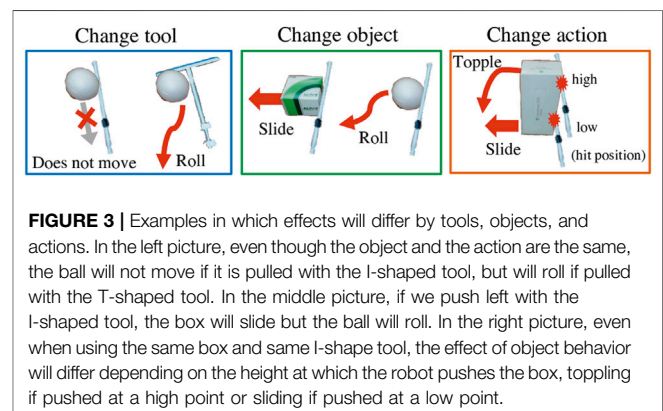 Change tool
Change object
Change action
Does not move
Roll
Slide
Roll
Topple
high
low
Slide
(hit position)
FIGURE 3 | Examples in which effects will differ by tools, objects, and
actions. In the left picture, even though the object and the action are the same,
the ball will not move if it is pulled with the I-shaped tool, but will roll if pulled
with the T-shaped tool. In the middle picture, if we push left with the
I-shaped tool, the box will slide but the ball will roll. In the right picture, even
when using the same box and same I-shape tool, the effect of object behavior
will differ depending on the height at which the robot pushes the box, toppling
if pushed at a high point or sliding if pushed at a low point.